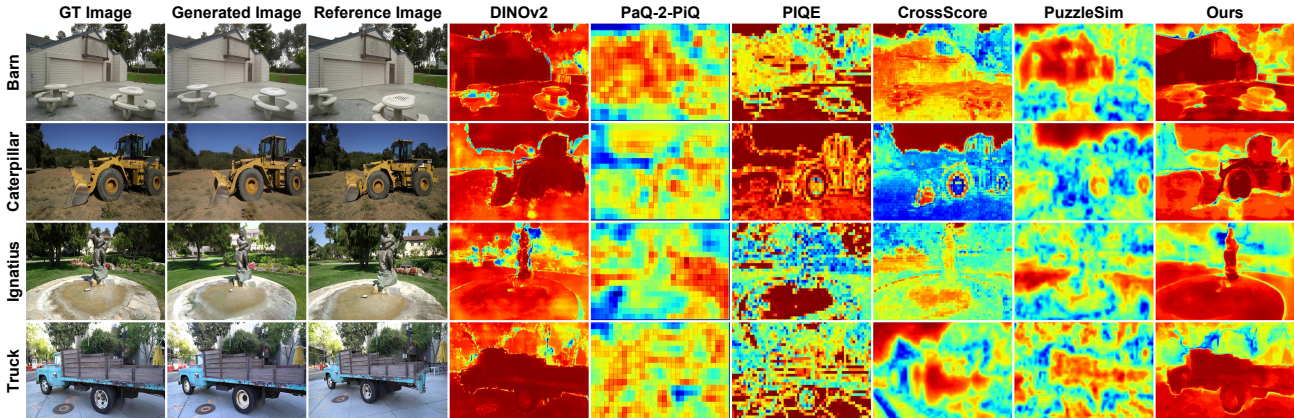 GT Image Generated Image Reference Image DINOv2 PaQ-2-PiQ PIQE CrossScore PuzzleSim Ours
Barn
Caterpillar
Ignatius
Truck